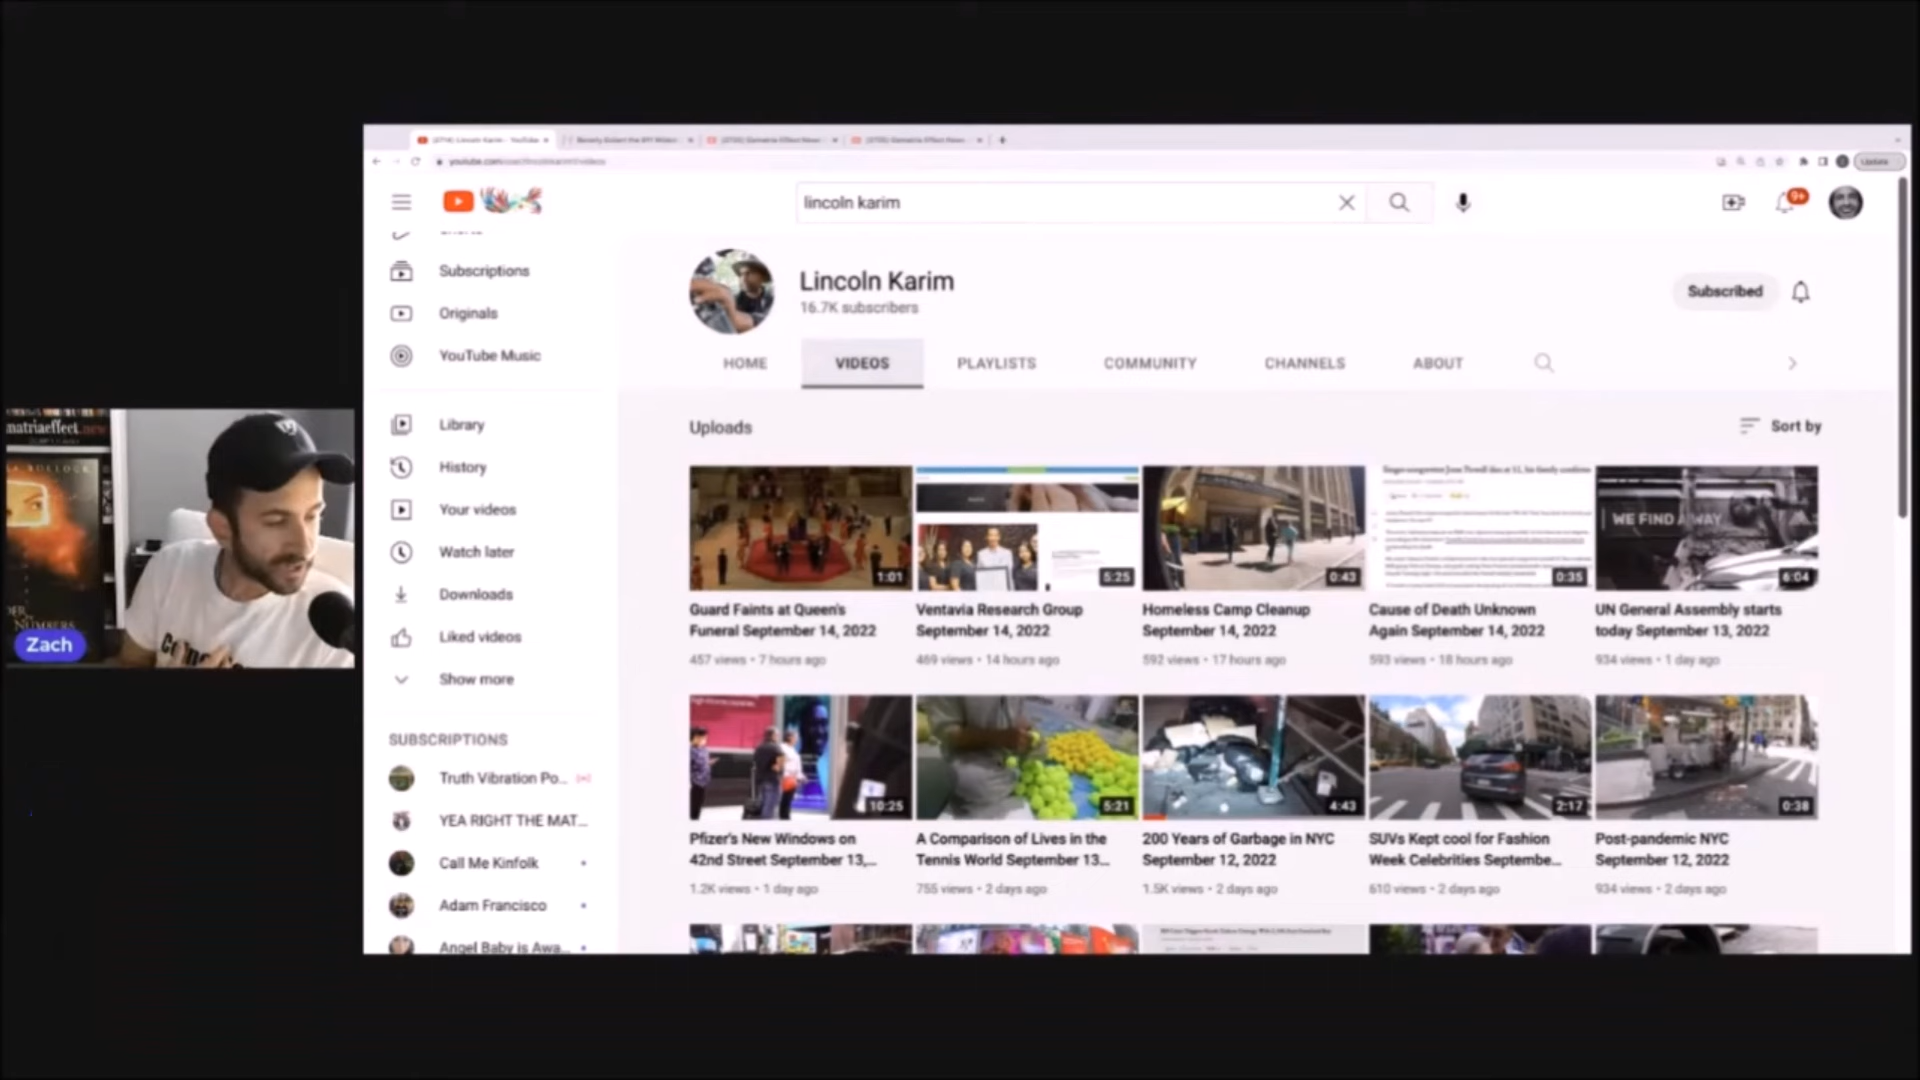 lincoln karim
9+
Subscriptions
Originals
YouTube Music
Library
History
Your videos
Watch later
Downloads
Liked videos
Show more
SUBSCRIPTIONS
Truth Vibration Po...
YEA RIGHT THE MAT...
Call Me Kinfolk
Adam Francisco
Angel Baby is Awa...
Lincoln Karim
16.7K subscribers
Subscribed
HOME VIDEOS PLAYLISTS COMMUNITY CHANNELS ABOUT
Uploads
Sort by
WE FIND A WAY
1:01 5:25 0:43 0:35 6:04
Guard Faints at Queen's
Funeral September 14, 2022
457 views • 7 hours ago
Ventavia Research Group
September 14, 2022
469 views • 14 hours ago
Homeless Camp Cleanup
September 14, 2022
592 views • 17 hours ago
Cause of Death Unknown
Again September 14, 2022
593 views • 18 hours ago
UN General Assembly starts
today September 13, 2022
934 views • 1 day ago
10:25 5:21 4:43 2:17 0:38
Pfizer's New Windows on
42nd Street September 13,...
1.2K views • 1 day ago
A Comparison of Lives in the
Tennis World September 13...
755 views • 2 days ago
200 Years of Garbage in NYC
September 12, 2022
1.5K views • 2 days ago
SUVs Kept cool for Fashion
Week Celebrities Septembe...
610 views • 2 days ago
Post-pandemic NYC
September 12, 2022
934 views • 2 days ago
matriaeffect.news
NUMBERS
Zach